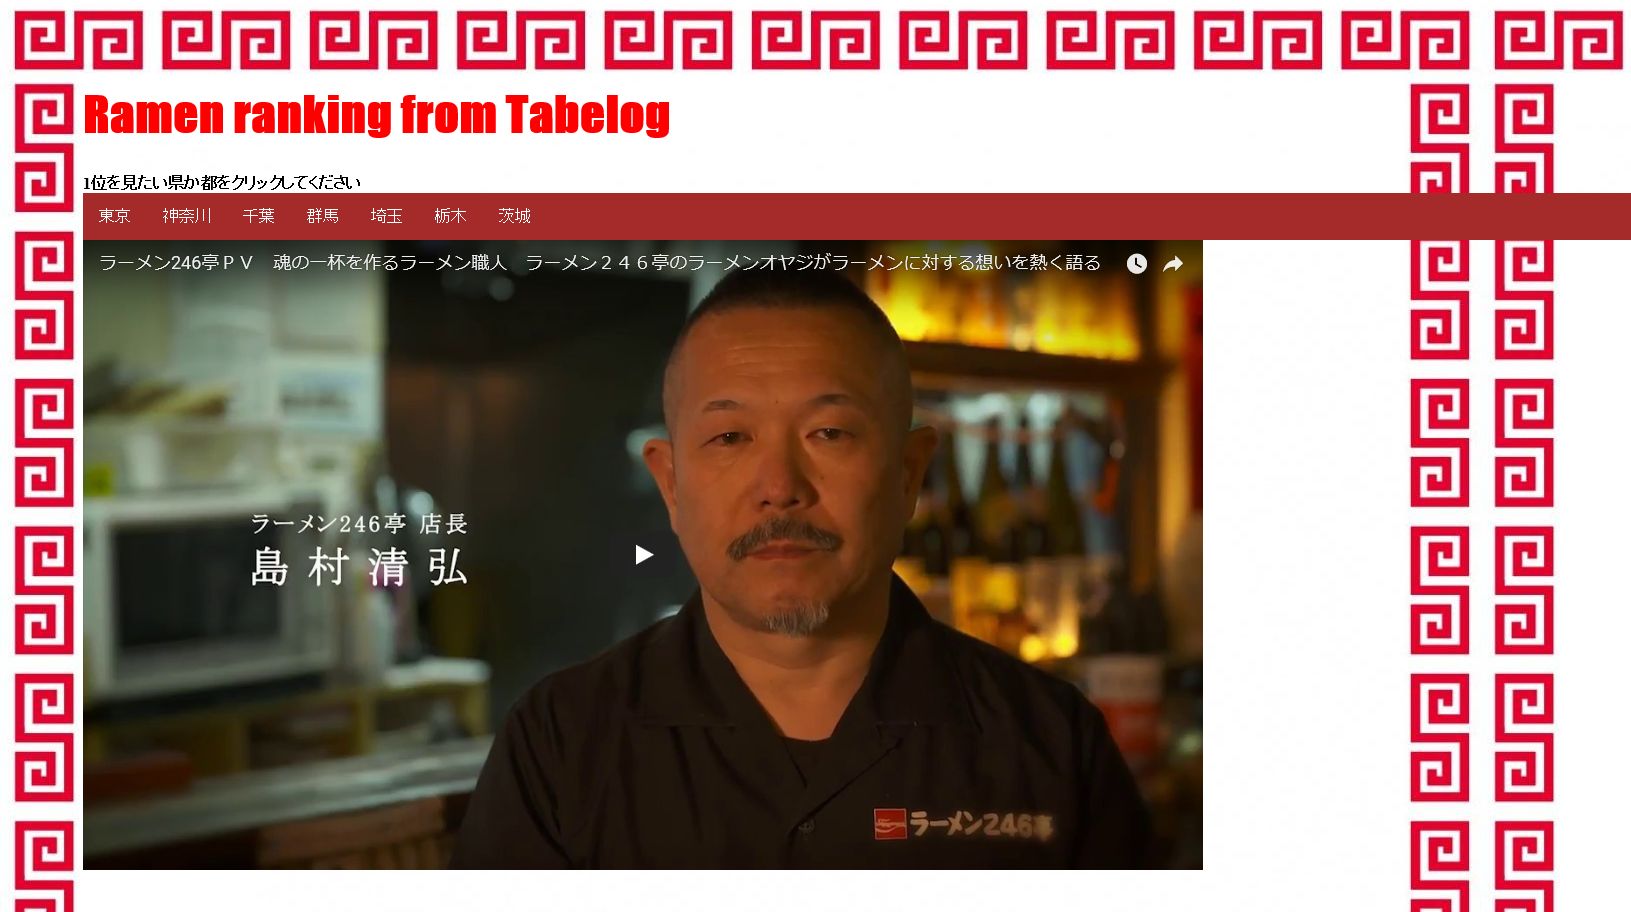 Ramen ranking from Tabelog
1位を見たい県か都をクリックしてください
東京 神奈川 千葉 群馬 埼玉 栃木 茨城
ラーメン246亭ＰＶ　魂の一杯を作るラーメン職人　ラーメン２４６亭のラーメンオヤジがラーメンに対する想いを熱く語る
ラーメン246亭 店長
島村清弘
ラーメン246亭